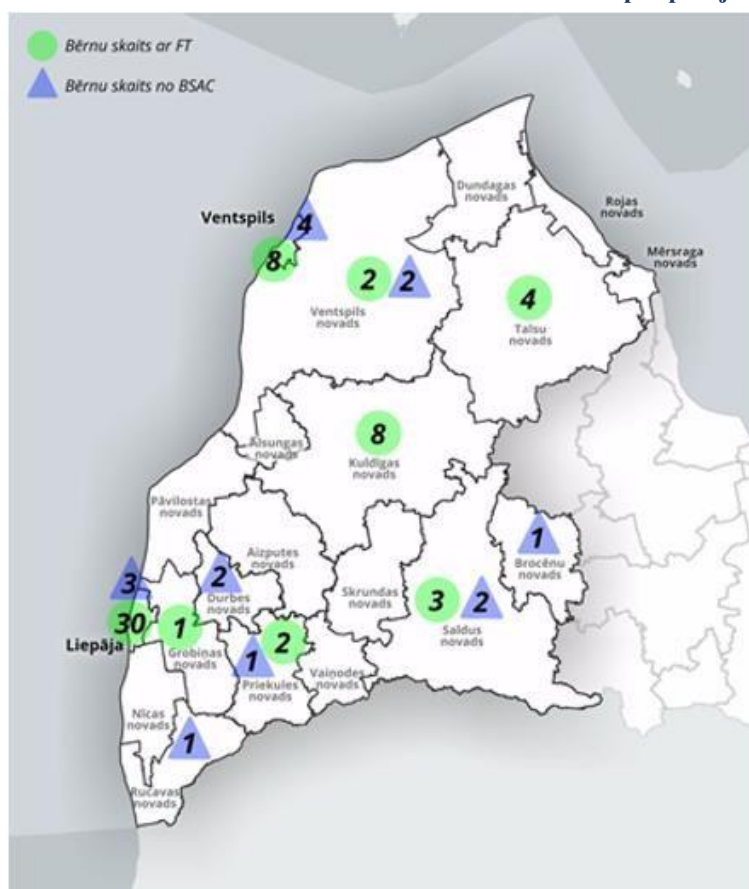 Bērnu skaits ar FT
Bērnu skaits no BSAC
Dundagas
novads
Rojas
novads
Ventspils
4
8
Mērsraga
novads
2
2
Ventspils
novads
4
Talsu
novads
8
Kuldīgas
novads
Alsungas
novads
Pāvilostas
novads
Aizputes
novads
1
Brocēnu
novads
3
2
Durbes
novads
Skrundas
novads
3
2
Saldus
novads
30
Liepāja
1
Grobiņas
novads
1
2
Priekules
novads
Vaiņodes
novads
Nīcas
novads
1
Rucavas
novads